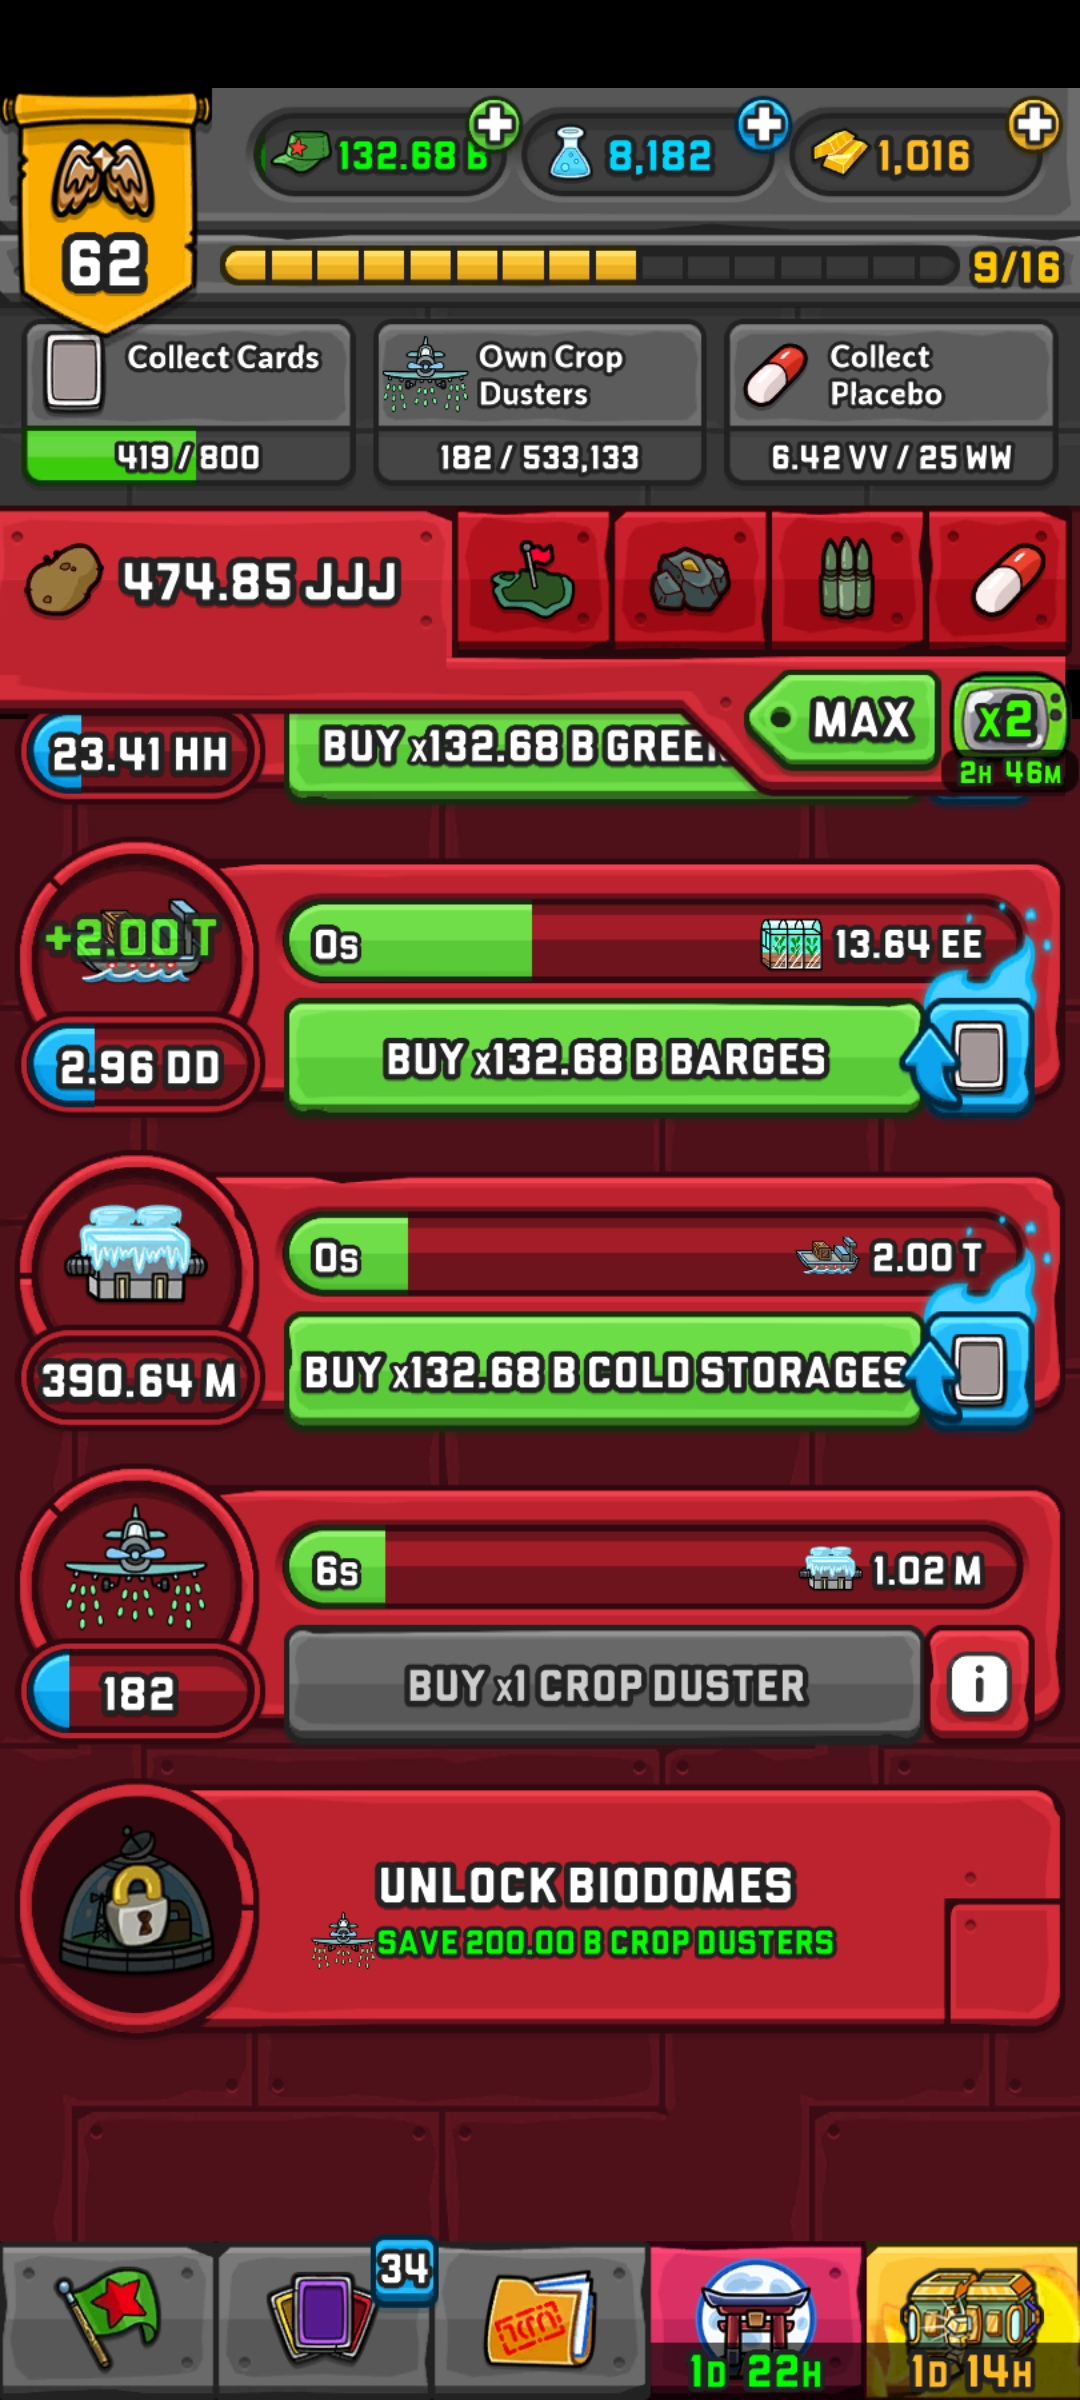 132.68 B
8,182
1,016
62
9/16
Collect Cards
419 / 800
Own Crop
Dusters
182 / 533,133
Collect
Placebo
6.42 VV / 25 WW
474.85 JJJ
MAX
x2
2H 46M
23.41 HH
BUY x132.68 B GREE
+2.00 T
0s
13.64 EE
2.96 DD
BUY x132.68 B BARGES
0s
2.00 T
390.64 M
BUY x132.68 B COLD STORAGES
6s
1.02 M
182
BUY x1 CROP DUSTER
i
UNLOCK BIODOMES
SAVE 200.00 B CROP DUSTERS
34
1D 22H
1D 14H